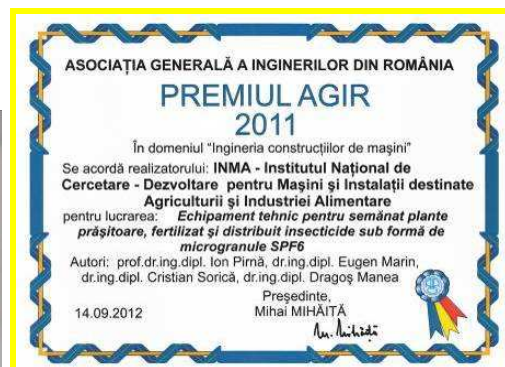 ASOCIAȚIA GENERALĂ A INGINERILOR DIN ROMÂNIA
PREMIUL AGIR
2011
În domeniul "Ingineria construcțiilor de mașini"
Se acordă realizatorului: INMA - Institutul Național de
Cercetare - Dezvoltare pentru Mașini și Instalații destinate
Agriculturii și Industriei Alimentare
pentru lucrarea: Echipament tehnic pentru semănat plante
prășitoare, fertilizat și distribuit insecticide sub formă de
microgranule SPF6
Autori: prof.dr.ing.dipl. Ion Pirnă, dr.ing.dipl. Eugen Marin,
dr.ing.dipl. Cristian Sorică, dr.ing.dipl. Dragoș Manea
Președinte,
14.09.2012 Mihai MIHĂIȚĂ
M. Mihăiță